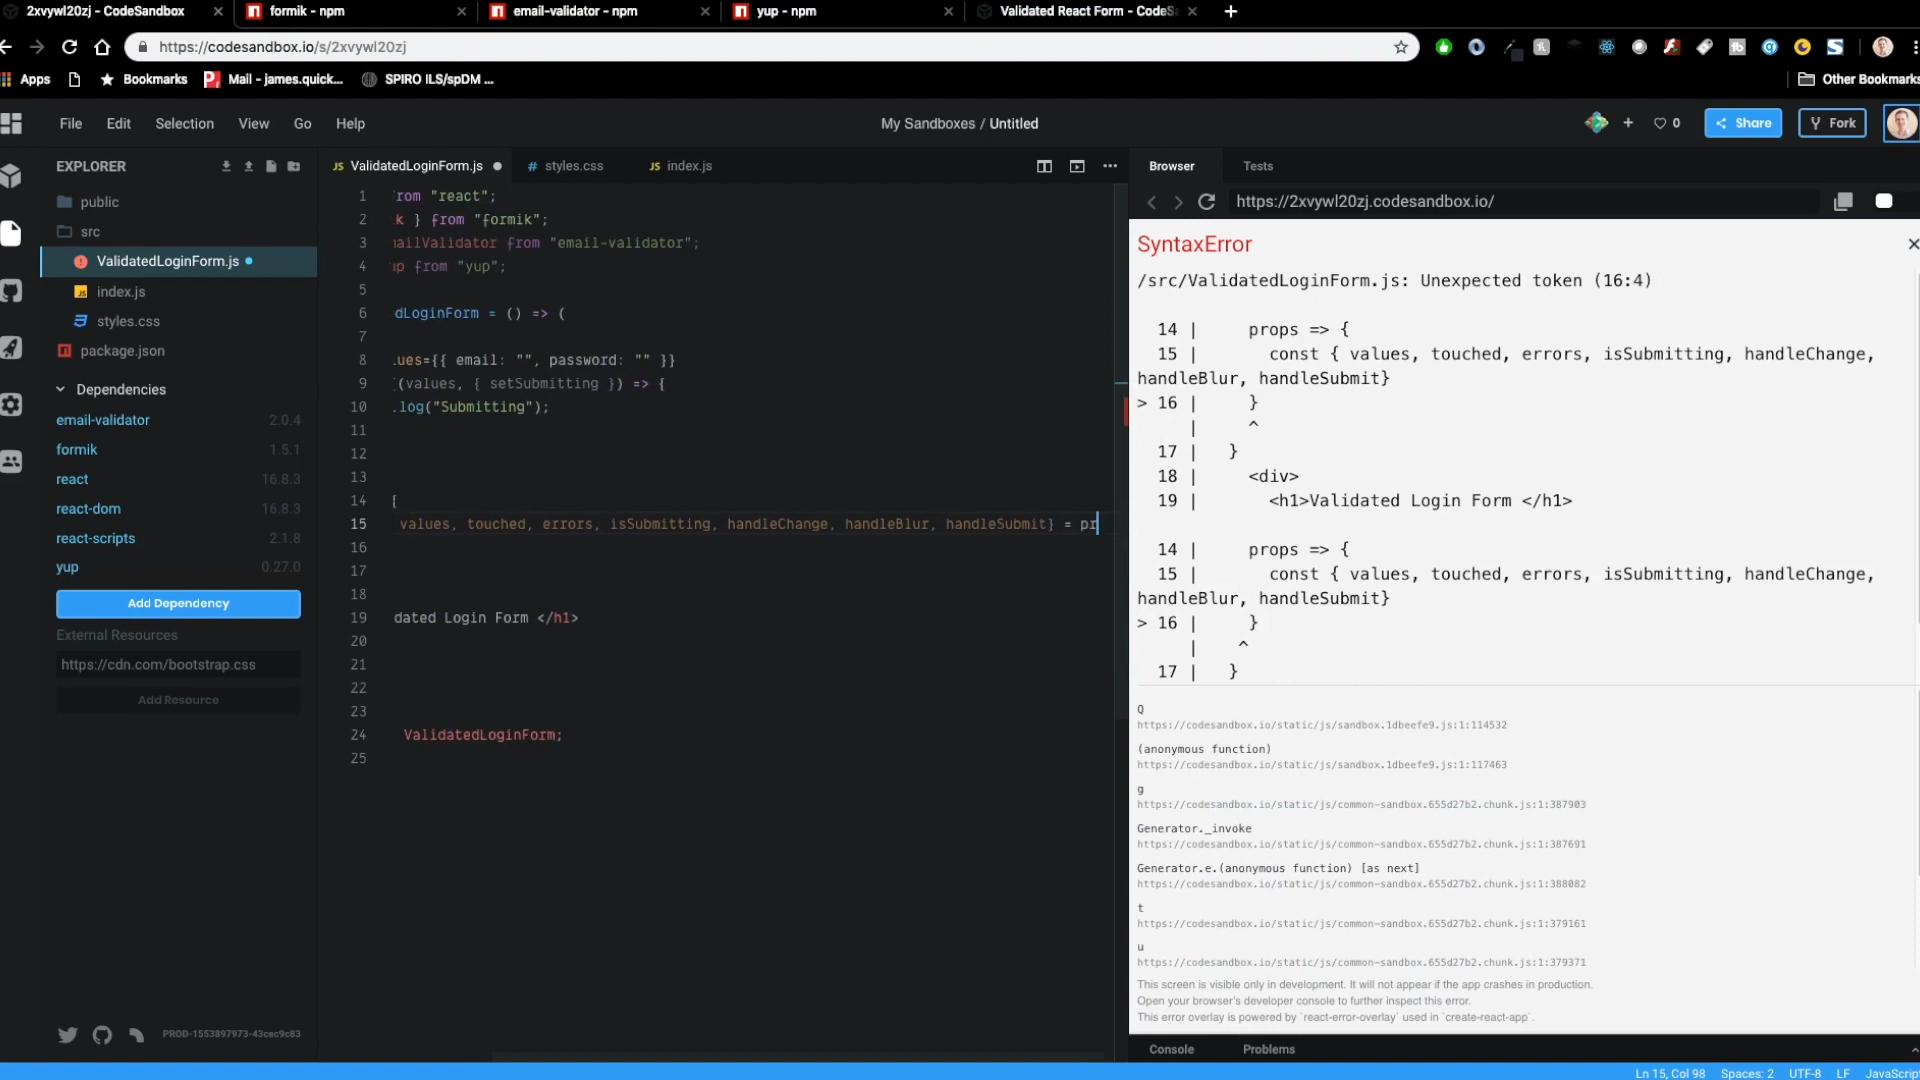 2xvywl20zj - CodeSandbox
formik - npm
email-validator - npm
yup - npm
Validated React Form - CodeS
https://codesandbox.io/s/2xvywl20zj
Apps
Bookmarks
Mail - james.quick...
SPIRO ILS/spDM ...
Other Bookmarks
File Edit Selection View Go Help
My Sandboxes / Untitled
0
Share
Fork
EXPLORER
public
src
ValidatedLoginForm.js
index.js
styles.css
package.json
Dependencies
email-validator 2.0.4
formik 1.5.1
react 16.8.3
react-dom 16.8.3
react-scripts 2.1.8
yup 0.27.0
Add Dependency
External Resources
https://cdn.com/bootstrap.css
Add Resource
PROD-1553897973-43cec9c83
JS ValidatedLoginForm.js
# styles.css
JS index.js
1 rom "react";
2 k } from "formik";
3 ailValidator from "email-validator";
4 p from "yup";
5
6 dLoginForm = () => (
7
8 ues={{ email: "", password: "" }}
9 (values, { setSubmitting }) => {
10 .log("Submitting");
11
12
13
14 {
15 values, touched, errors, isSubmitting, handleChange, handleBlur, handleSubmit} = pr
16
17
18
19 dated Login Form </h1>
20
21
22
23
24 ValidatedLoginForm;
25
Browser
Tests
https://2xvywl20zj.codesandbox.io/
SyntaxError
/src/ValidatedLoginForm.js: Unexpected token (16:4)
14 | props => {
15 | const { values, touched, errors, isSubmitting, handleChange,
handleBlur, handleSubmit}
> 16 | }
| ^
17 | }
18 | <div>
19 | <h1>Validated Login Form </h1>
14 | props => {
15 | const { values, touched, errors, isSubmitting, handleChange,
handleBlur, handleSubmit}
> 16 | }
| ^
17 | }
Q
https://codesandbox.io/static/js/sandbox.1dbeefe9.js:1:114532
(anonymous function)
https://codesandbox.io/static/js/sandbox.1dbeefe9.js:1:117463
g
https://codesandbox.io/static/js/common-sandbox.655d27b2.chunk.js:1:387903
Generator._invoke
https://codesandbox.io/static/js/common-sandbox.655d27b2.chunk.js:1:387691
Generator.e.(anonymous function) [as next]
https://codesandbox.io/static/js/common-sandbox.655d27b2.chunk.js:1:388082
t
https://codesandbox.io/static/js/common-sandbox.655d27b2.chunk.js:1:379161
u
https://codesandbox.io/static/js/common-sandbox.655d27b2.chunk.js:1:379371
This screen is visible only in development. It will not appear if the app crashes in production.
Open your browser's developer console to further inspect this error.
This error overlay is powered by `react-error-overlay` used in `create-react-app`.
Console
Problems
Ln 15, Col 98 Spaces: 2 UTF-8 LF JavaScrip